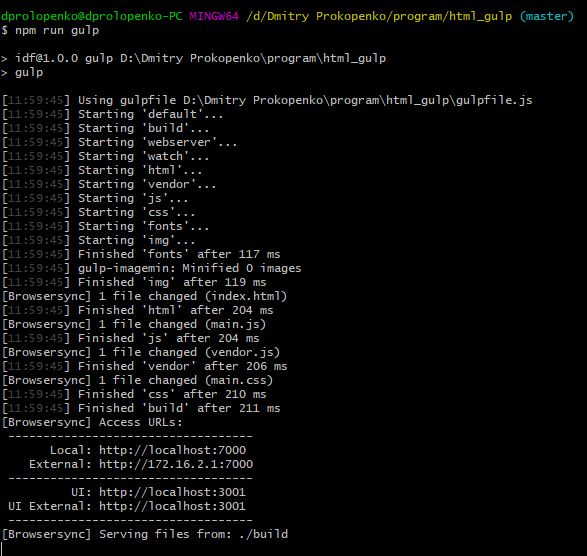 dprolopenko@dprolopenko-PC MINGW64 /d/Dmitry Prokopenko/program/html_gulp (master)
$ npm run gulp
> idf@1.0.0 gulp D:\Dmitry Prokopenko\program\html_gulp
> gulp
[11:59:45] Using gulpfile D:\Dmitry Prokopenko\program\html_gulp\gulpfile.js
[11:59:45] Starting 'default'...
[11:59:45] Starting 'build'...
[11:59:45] Starting 'webserver'...
[11:59:45] Starting 'watch'...
[11:59:45] Starting 'html'...
[11:59:45] Starting 'vendor'...
[11:59:45] Starting 'js'...
[11:59:45] Starting 'css'...
[11:59:45] Starting 'fonts'...
[11:59:45] Starting 'img'...
[11:59:45] Finished 'fonts' after 117 ms
[11:59:45] gulp-imagemin: Minified 0 images
[11:59:45] Finished 'img' after 119 ms
[Browsersync] 1 file changed (index.html)
[11:59:45] Finished 'html' after 204 ms
[Browsersync] 1 file changed (main.js)
[11:59:45] Finished 'js' after 204 ms
[Browsersync] 1 file changed (vendor.js)
[11:59:45] Finished 'vendor' after 206 ms
[Browsersync] 1 file changed (main.css)
[11:59:45] Finished 'css' after 210 ms
[11:59:45] Finished 'build' after 211 ms
[Browsersync] Access URLs:
-----------------------------------
Local: http://localhost:7000
External: http://172.16.2.1:7000
-----------------------------------
UI: http://localhost:3001
UI External: http://localhost:3001
-----------------------------------
[Browsersync] Serving files from: ./build